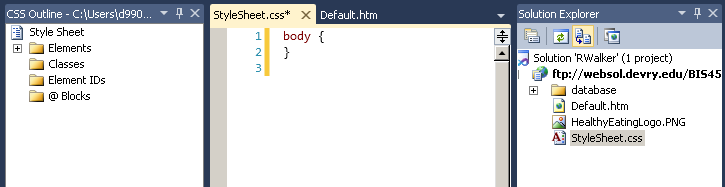 CSS Outline - C:\Users\d990...
Style Sheet
Elements
Classes
Element IDs
@ Blocks
StyleSheet.css* Default.htm
1 body {
2 }
3
Solution Explorer
Solution 'RWalker' (1 project)
ftp://websol.devry.edu/BIS45
database
Default.htm
HealthyEatingLogo.PNG
StyleSheet.css